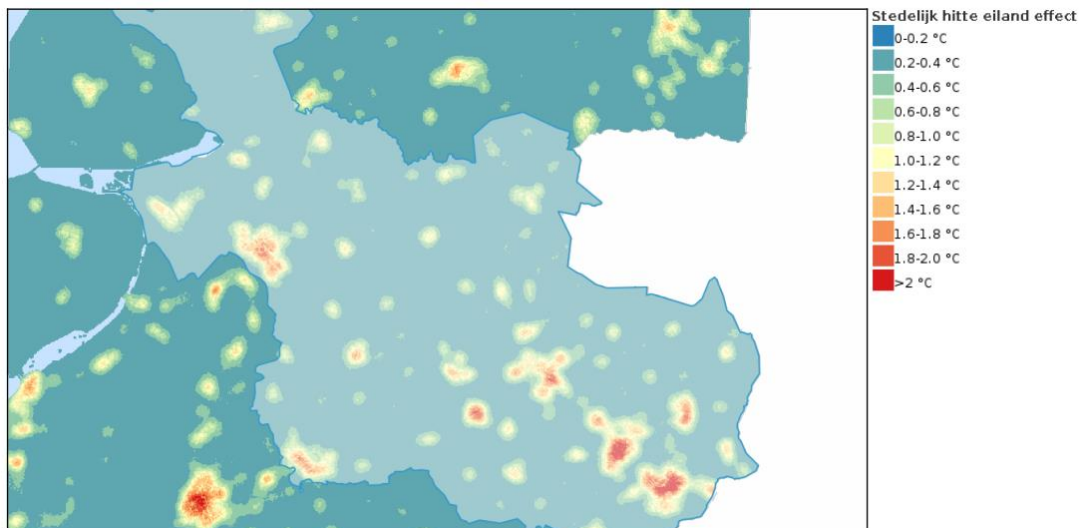 Stedelijk hitte eiland effect
0-0.2 °C
0.2-0.4 °C
0.4-0.6 °C
0.6-0.8 °C
0.8-1.0 °C
1.0-1.2 °C
1.2-1.4 °C
1.4-1.6 °C
1.6-1.8 °C
1.8-2.0 °C
>2 °C